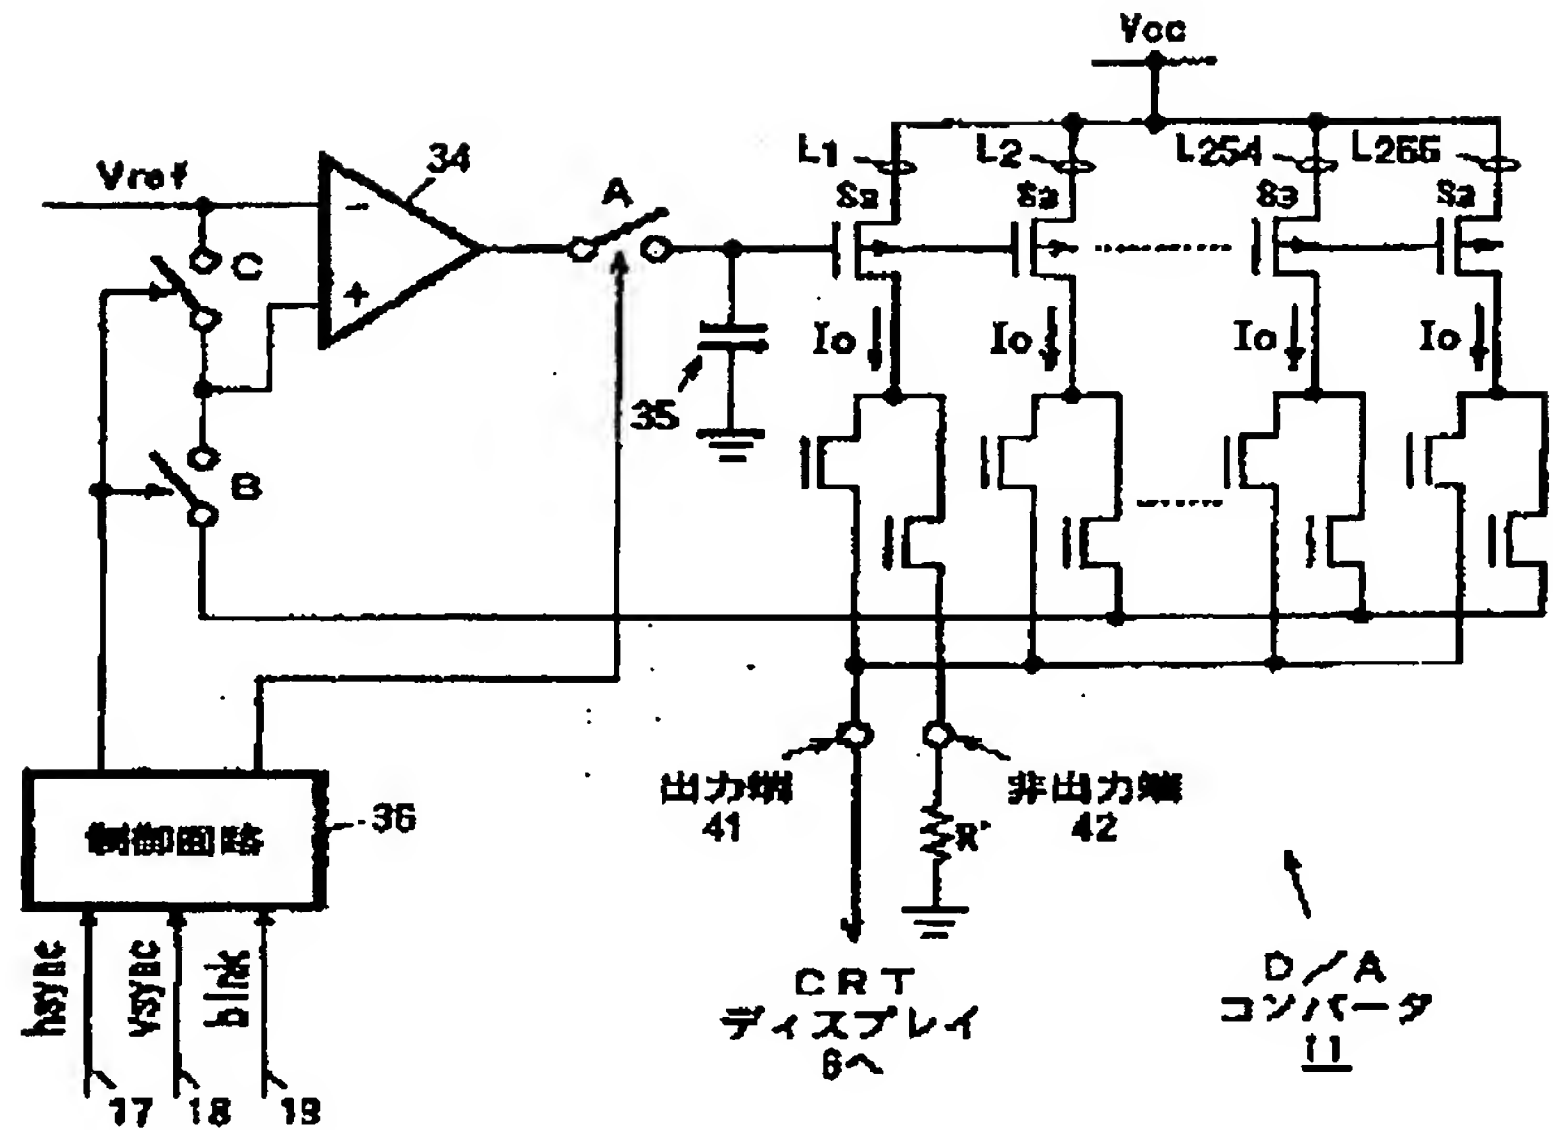 Vcc
Vref
34
A
L1
L2
L254
L255
Sa
Sa
Sa
Sa
-
C
+
Io
Io
Io
Io
35
B
出力端
41
非出力端
42
制御回路
36
R'
hsync
vsync
blnk
17
18
19
CRT
ディスプレイ
6へ
D/A
コンバータ
11